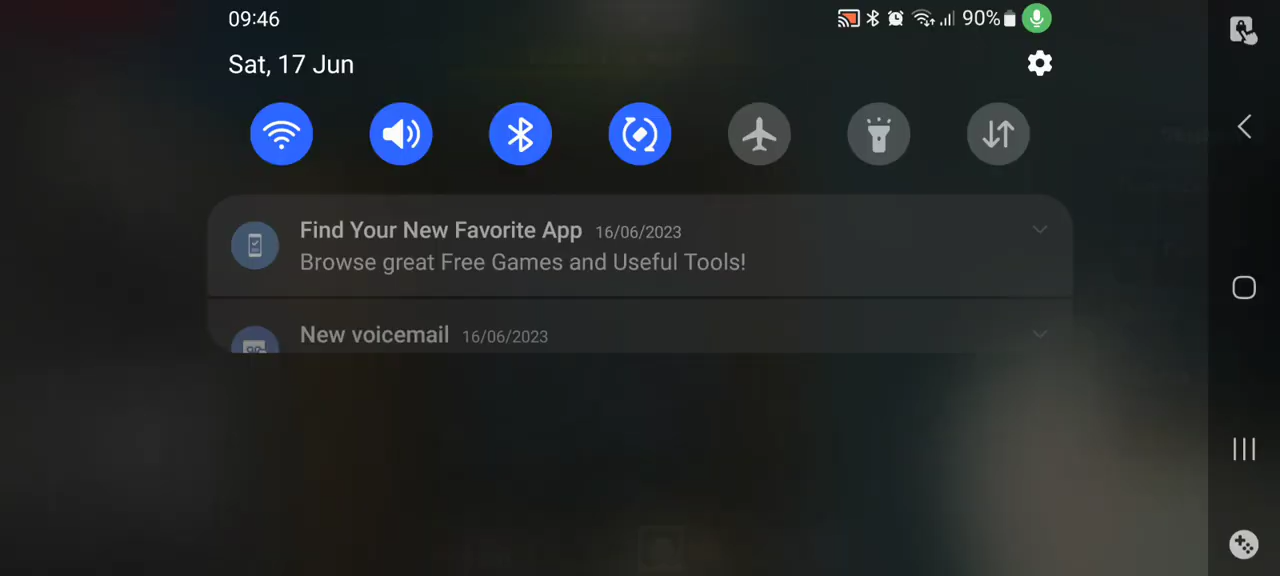 09:46
90%
Sat, 17 Jun
Find Your New Favorite App 16/06/2023
Browse great Free Games and Useful Tools!
New voicemail 16/06/2023